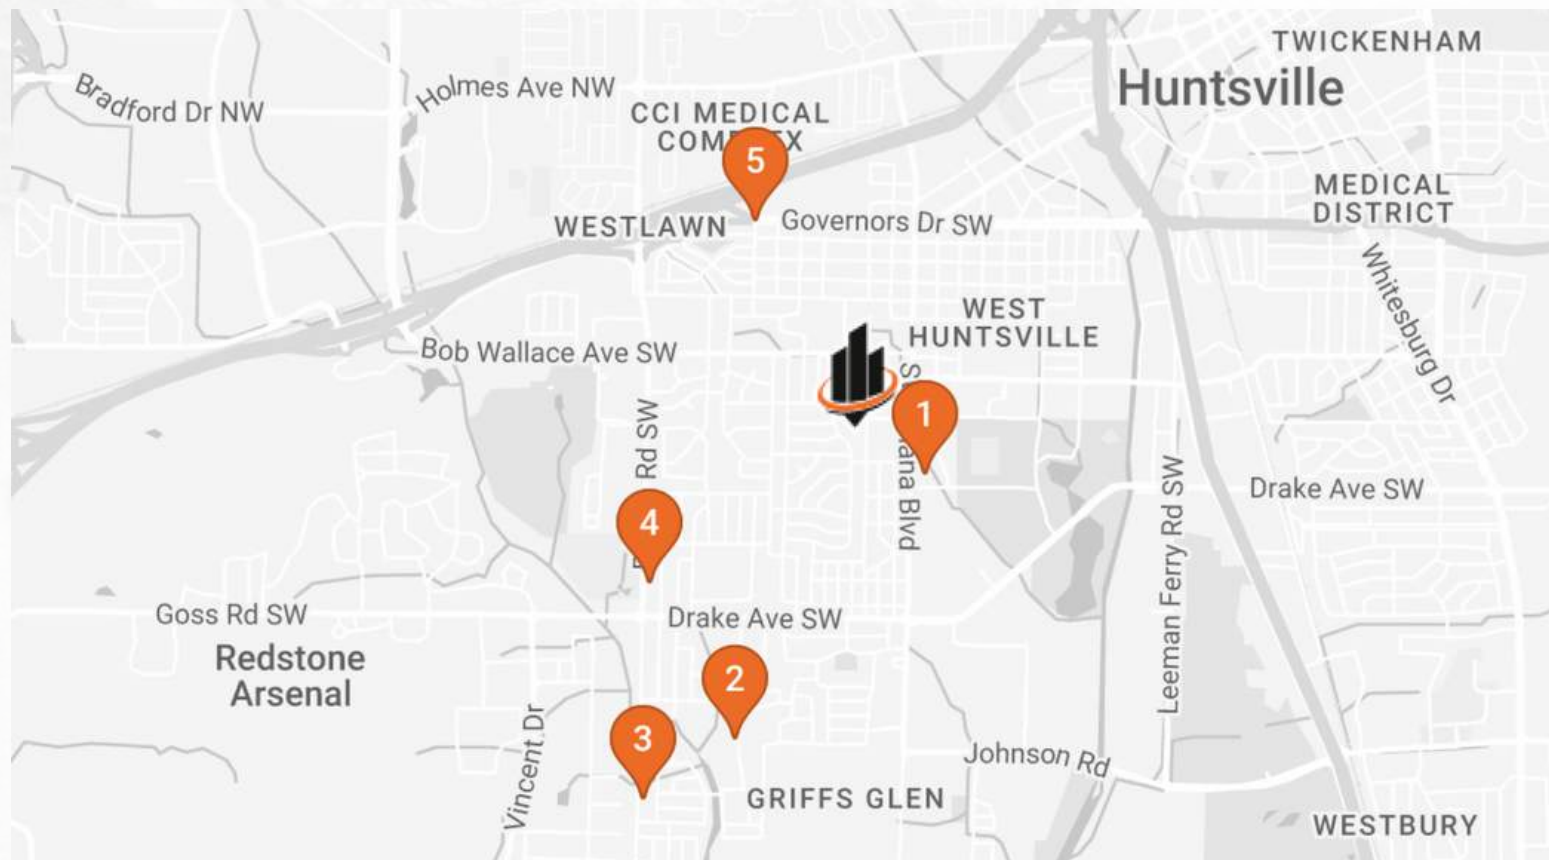 TWICKENHAM
Huntsville
Bradford Dr NW
Holmes Ave NW
CCI MEDICAL
5
MEDICAL
DISTRICT
WESTLAWN
Governors Dr SW
Whitesburg Dr
WEST
HUNTSVILLE
Bob Wallace Ave SW
1
ana Blvd
Rd SW
4
Leeman Ferry Rd SW
Drake Ave SW
Goss Rd SW
Drake Ave SW
Redstone
Arsenal
2
3
Vincent Dr
Johnson Rd
GRIFFS GLEN
WESTBURY